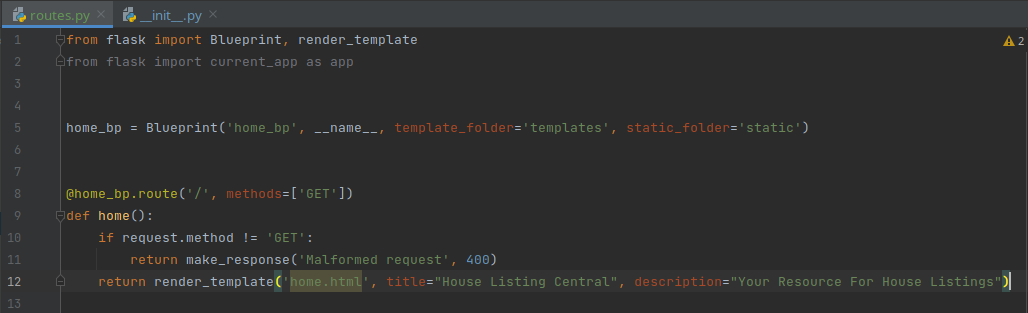 routes.py × __init__.py ×
1 from flask import Blueprint, render_template
2 from flask import current_app as app
3
4
5 home_bp = Blueprint('home_bp', __name__, template_folder='templates', static_folder='static')
6
7
8 @home_bp.route('/', methods=['GET'])
9 def home():
10     if request.method != 'GET':
11         return make_response('Malformed request', 400)
12     return render_template('home.html', title="House Listing Central", description="Your Resource For House Listings")
13
2